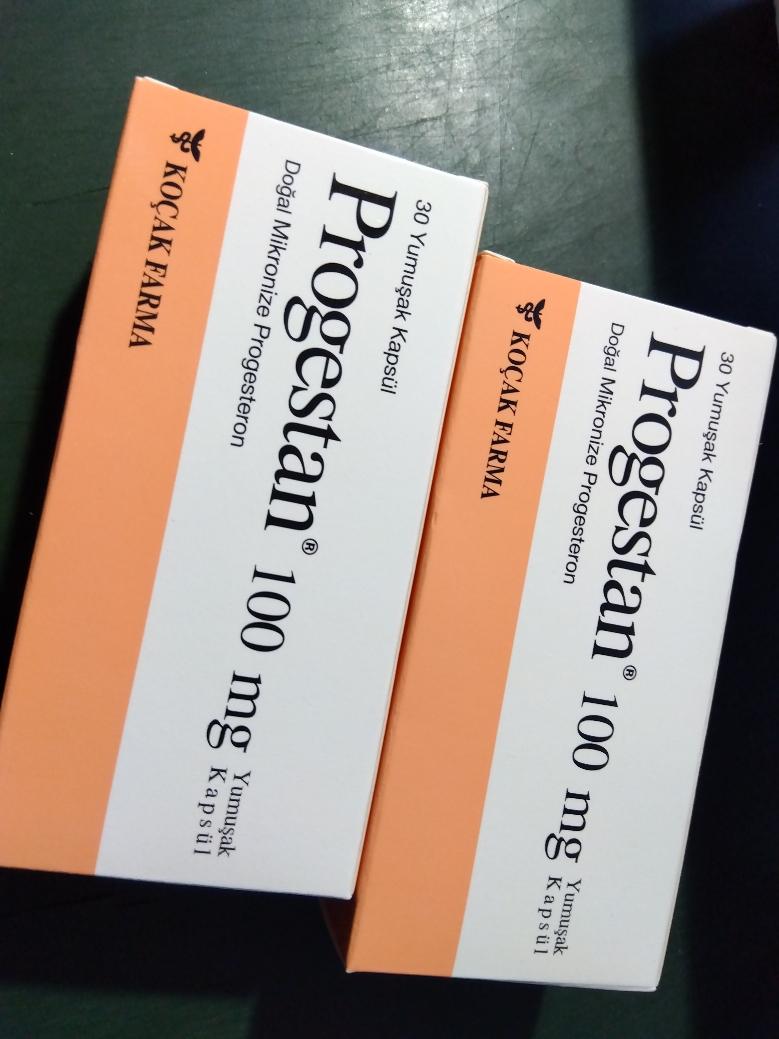 30 Yumuşak Kapsül
Progestan® 100 mg Yumuşak
Kapsül
Doğal Mikronize Progesteron
KOÇAK FARMA
30 Yumuşak Kapsül
Progestan® 100 mg Yumuşak
Kapsül
Doğal Mikronize Progesteron
KOÇAK FARMA